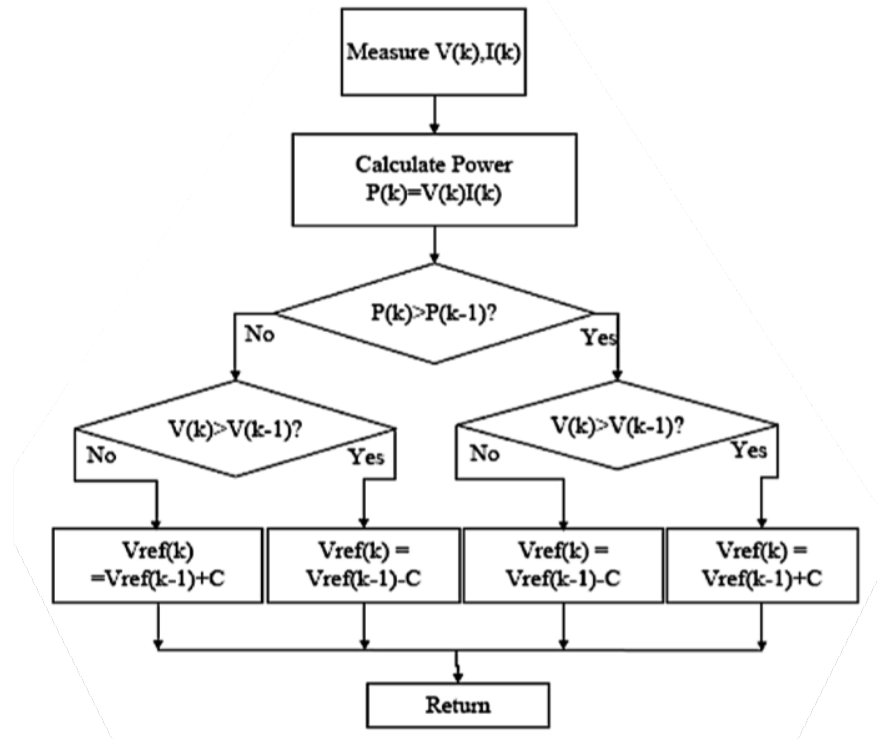 Measure V(k),I(k)
Calculate Power
P(k)=V(k)I(k)
P(k)>P(k-1)?
No
Yes
V(k)>V(k-1)?
No
Yes
V(k)>V(k-1)?
No
Yes
Vref(k)
=Vref(k-1)+C
Vref(k) =
Vref(k-1)-C
Vref(k) =
Vref(k-1)-C
Vref(k) =
Vref(k-1)+C
Return